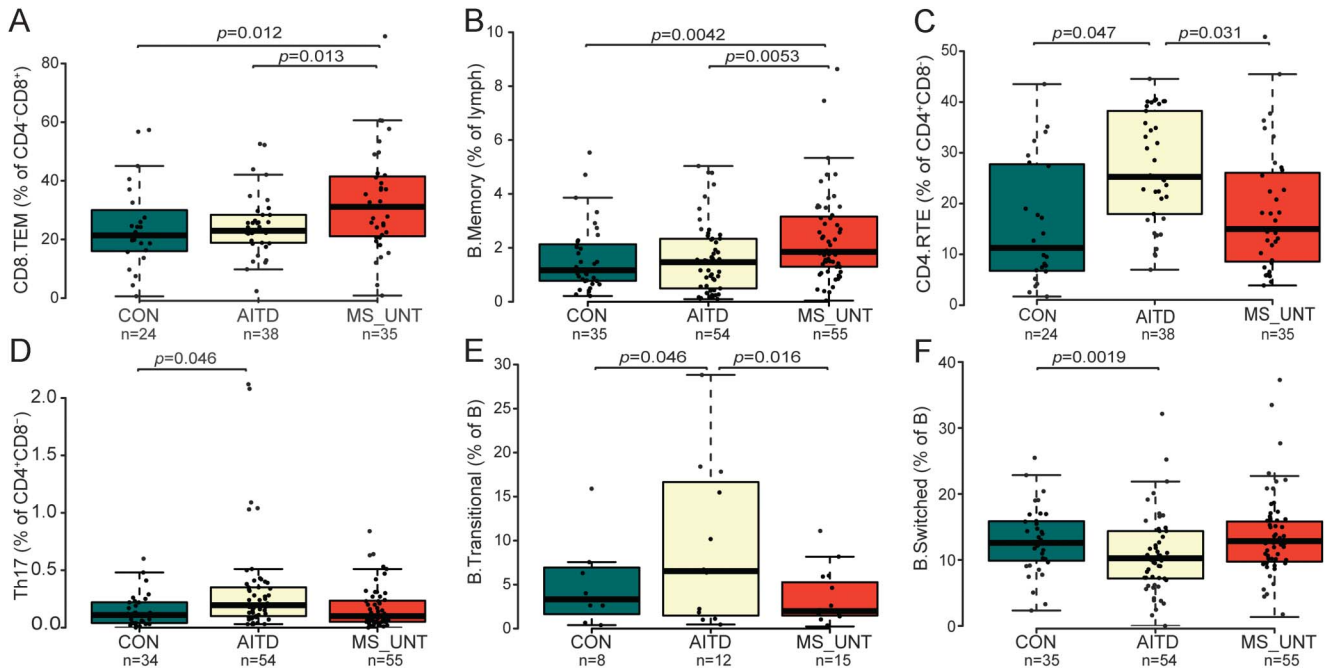 A
p=0.012
p=0.013
CD8.TEM (% of CD4⁻CD8⁺)
80
60
40
20
0
CON AITD MS_UNT
n=24 n=38 n=35
B
p=0.0042
p=0.0053
B.Memory (% of lymph)
10
8
6
4
2
0
CON AITD MS_UNT
n=35 n=54 n=55
C
p=0.047 p=0.031
CD4.RTE (% of CD4⁺CD8⁻)
50
40
30
20
10
0
CON AITD MS_UNT
n=24 n=38 n=35
D
p=0.046
Th17 (% of CD4⁺CD8⁻)
2.0
1.5
1.0
0.5
0.0
CON AITD MS_UNT
n=34 n=54 n=55
E
p=0.046 p=0.016
B.Transitional (% of B)
30
25
20
15
10
5
0
CON AITD MS_UNT
n=8 n=12 n=15
F
p=0.0019
B.Switched (% of B)
40
30
20
10
0
CON AITD MS_UNT
n=35 n=54 n=55